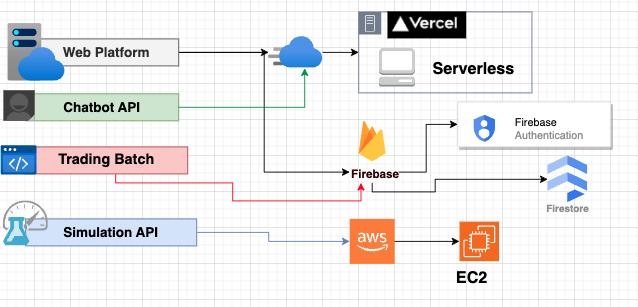 Vercel
Web Platform
Serverless
Chatbot API
Firebase
Authentication
Trading Batch
Firebase
Firestore
Simulation API
aws
EC2